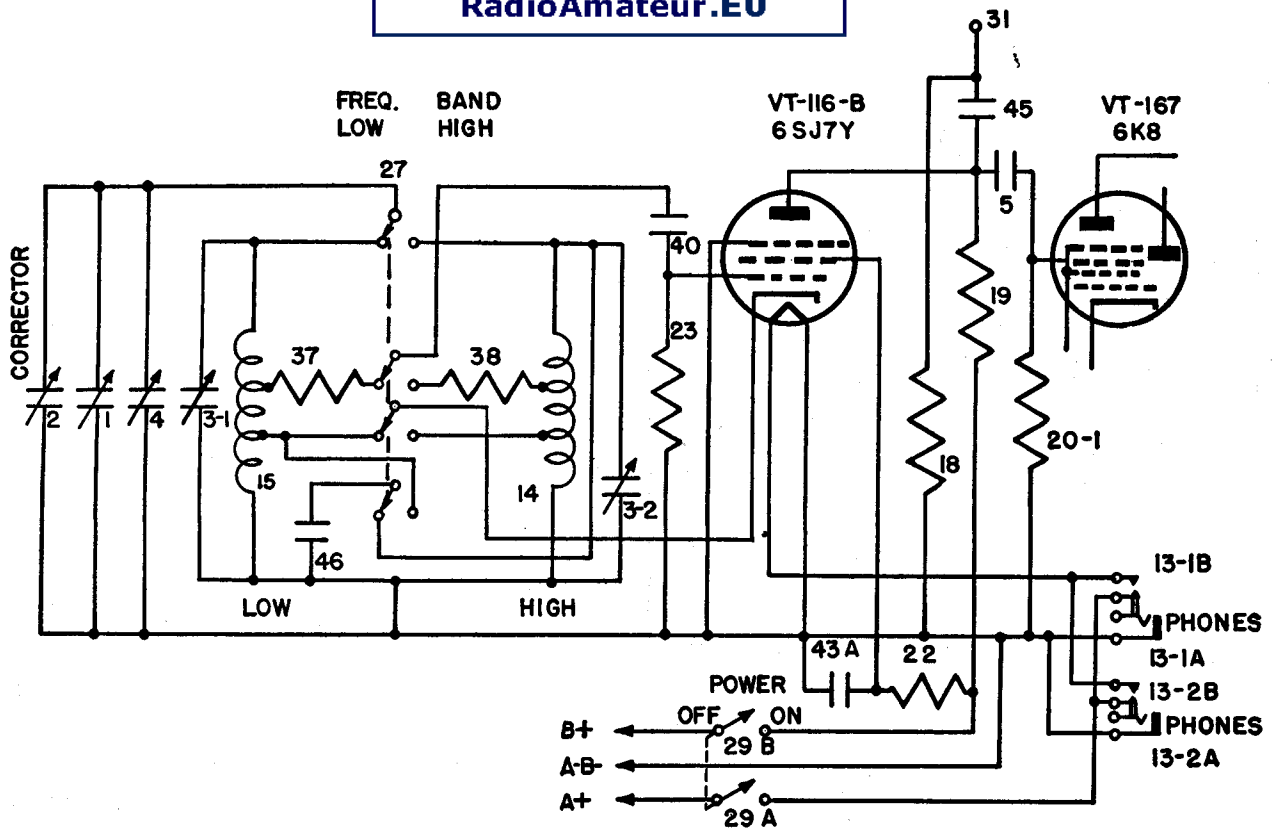 RadioAmateur.EU
31
FREQ. BAND
LOW HIGH
VT-116-B
6SJ7Y
45
VT-167
6K8
27
5
40
CORRECTOR
19
23
37
38
2
1
4
3-1
20-1
15
14
18
3-2
46
13-1B
LOW
HIGH
PHONES
43A
22
13-1A
POWER
13-2B
OFF
ON
PHONES
B+
29 B
13-2A
A-B-
A+
29 A